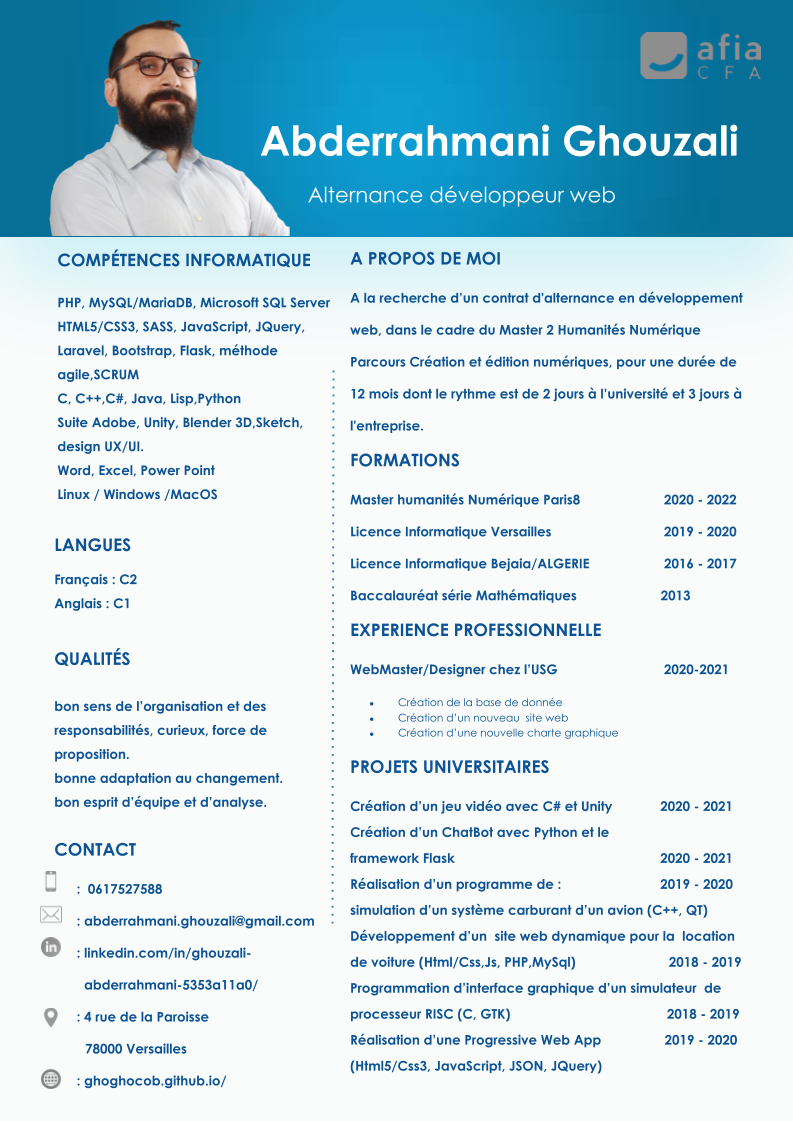 afia
CFA
Abderrahmani Ghouzali
Alternance développeur web
COMPÉTENCES INFORMATIQUE
PHP, MySQL/MariaDB, Microsoft SQL Server
HTML5/CSS3, SASS, JavaScript, JQuery,
Laravel, Bootstrap, Flask, méthode
agile,SCRUM
C, C++,C#, Java, Lisp,Python
Suite Adobe, Unity, Blender 3D,Sketch,
design UX/UI.
Word, Excel, Power Point
Linux / Windows /MacOS
LANGUES
Français : C2
Anglais : C1
QUALITÉS
bon sens de l'organisation et des
responsabilités, curieux, force de
proposition.
bonne adaptation au changement.
bon esprit d'équipe et d'analyse.
CONTACT
: 0617527588
: abderrahmani.ghouzali@gmail.com
in : linkedin.com/in/ghouzali-
abderrahmani-5353a11a0/
: 4 rue de la Paroisse
78000 Versailles
: ghoghocob.github.io/
A PROPOS DE MOI
A la recherche d'un contrat d'alternance en développement
web, dans le cadre du Master 2 Humanités Numérique
Parcours Création et édition numériques, pour une durée de
12 mois dont le rythme est de 2 jours à l'université et 3 jours à
l'entreprise.
FORMATIONS
Master humanités Numérique Paris8 2020 - 2022
Licence Informatique Versailles 2019 - 2020
Licence Informatique Bejaia/ALGERIE 2016 - 2017
Baccalauréat série Mathématiques 2013
EXPERIENCE PROFESSIONNELLE
WebMaster/Designer chez l'USG 2020-2021
• Création de la base de donnée
• Création d'un nouveau site web
• Création d'une nouvelle charte graphique
PROJETS UNIVERSITAIRES
Création d'un jeu vidéo avec C# et Unity 2020 - 2021
Création d'un ChatBot avec Python et le
framework Flask 2020 - 2021
Réalisation d'un programme de : 2019 - 2020
simulation d'un système carburant d'un avion (C++, QT)
Développement d'un site web dynamique pour la location
de voiture (Html/Css,Js, PHP,MySql) 2018 - 2019
Programmation d'interface graphique d'un simulateur de
processeur RISC (C, GTK) 2018 - 2019
Réalisation d'une Progressive Web App 2019 - 2020
(Html5/Css3, JavaScript, JSON, JQuery)